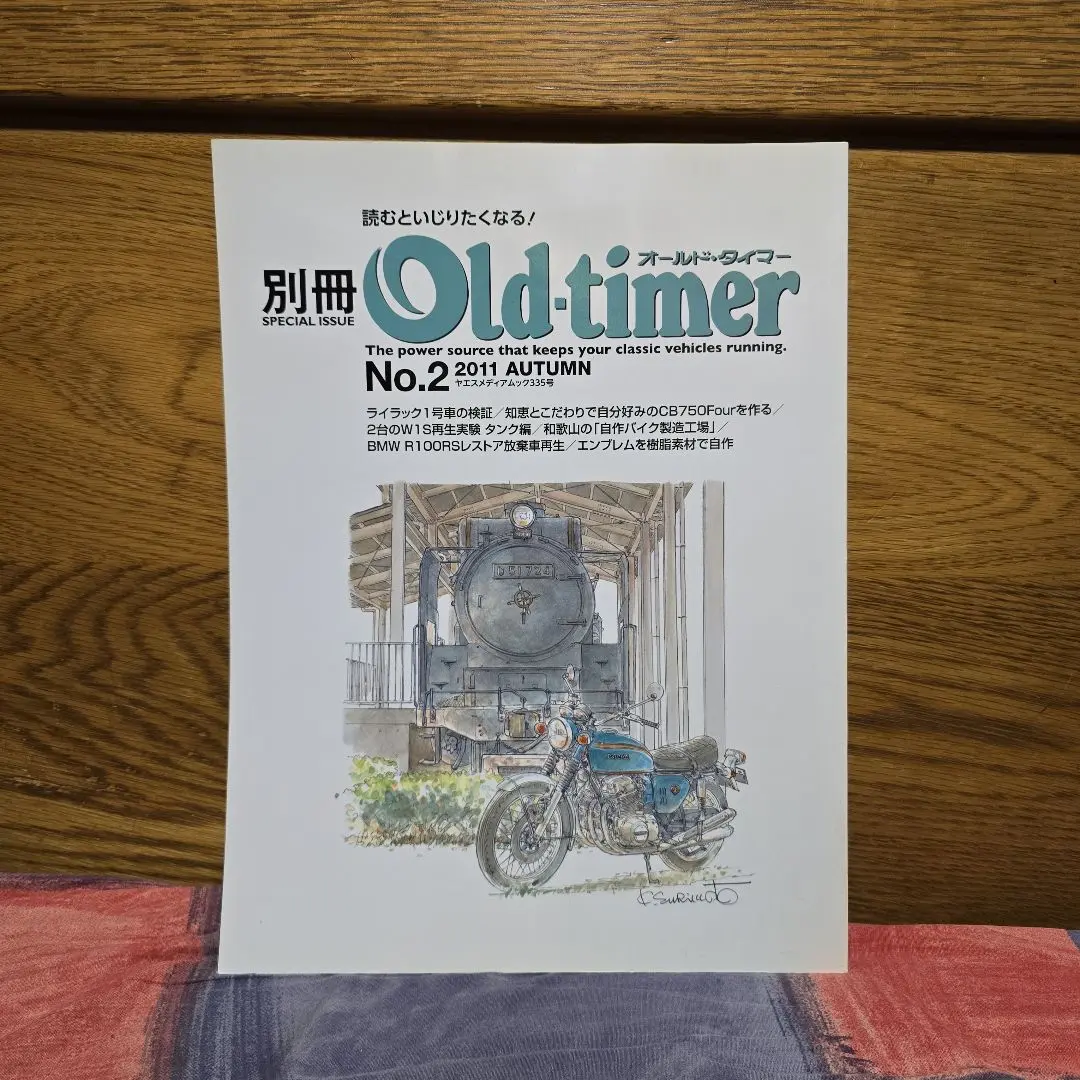 読むといじりたくなる!
オールド・タイマー
別冊 Old-timer
SPECIAL ISSUE
The power source that keeps your classic vehicles running.
No.2 2011 AUTUMN
ヤエスメディアムック335号
ライラック1号車の検証/知恵とこだわりで自分好みのCB750Fourを作る/
2台のW1S再生実験 タンク編/和歌山の「自作バイク製造工場」/
BMW R100RSレストア放棄車再生/エンブレムを樹脂素材で自作
D51724
HONDA